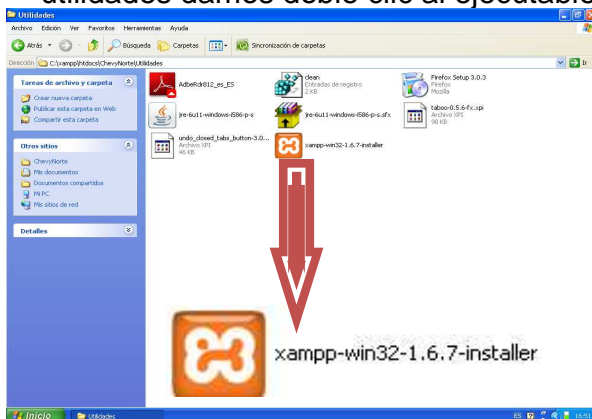 utilidades damos doble clic al ejecutable
Utilidades
Archivo Edición Ver Favoritos Herramientas Ayuda
Atrás Búsqueda Carpetas Sincronización de carpetas
Dirección C:\xampp\htdocs\ChevyNorte\Utilidades Ir
Tareas de archivo y carpeta
Crear nueva carpeta
Publicar esta carpeta en Web
Compartir esta carpeta
Otros sitios
ChevyNorte
Mis documentos
Documentos compartidos
Mi PC
Mis sitios de red
Detalles
AdbeRdr812_es_ES
clean
Entradas de registro
2 KB
Firefox Setup 3.0.3
Firefox
Mozilla
jre-6u11-windows-i586-p-s
jre-6u11-windows-i586-p-s.sfx
taboo-0.5.6-fx.xpi
Archivo XPI
90 KB
undo_closed_tabs_button-3.0...
Archivo XPI
46 KB
xampp-win32-1.6.7-installer
xampp-win32-1.6.7-installer
Inicio Utilidades ES 16:51